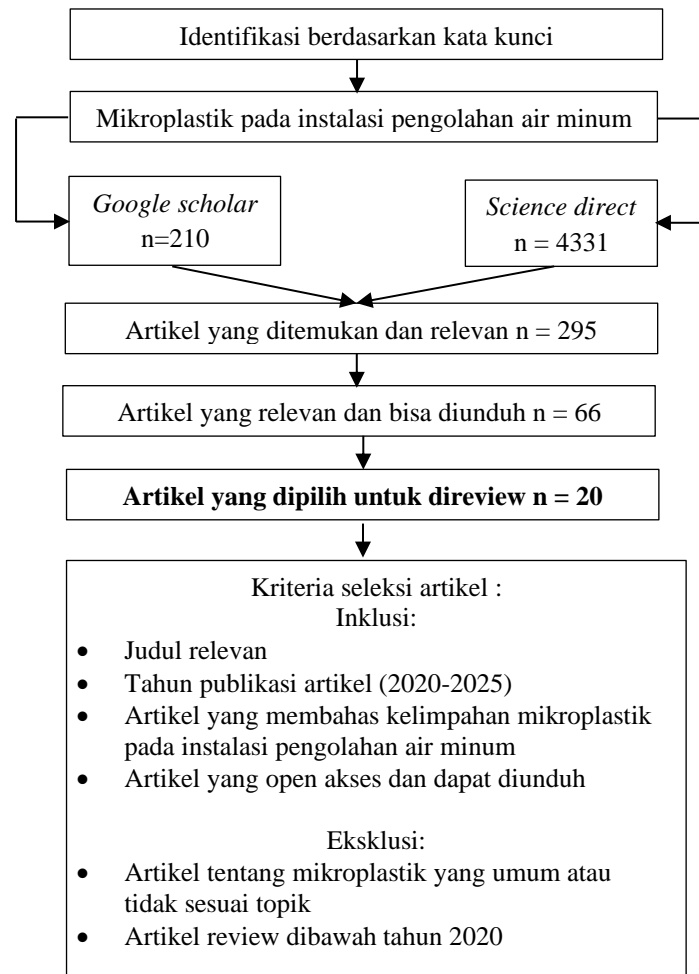 Identifikasi berdasarkan kata kunci
Mikroplastik pada instalasi pengolahan air minum
Google scholar
n=210
Science direct
n = 4331
Artikel yang ditemukan dan relevan n = 295
Artikel yang relevan dan bisa diunduh n = 66
Artikel yang dipilih untuk direview n = 20
Kriteria seleksi artikel :
Inklusi:
• Judul relevan
• Tahun publikasi artikel (2020-2025)
• Artikel yang membahas kelimpahan mikroplastik
pada instalasi pengolahan air minum
• Artikel yang open akses dan dapat diunduh
Eksklusi:
• Artikel tentang mikroplastik yang umum atau
tidak sesuai topik
• Artikel review dibawah tahun 2020